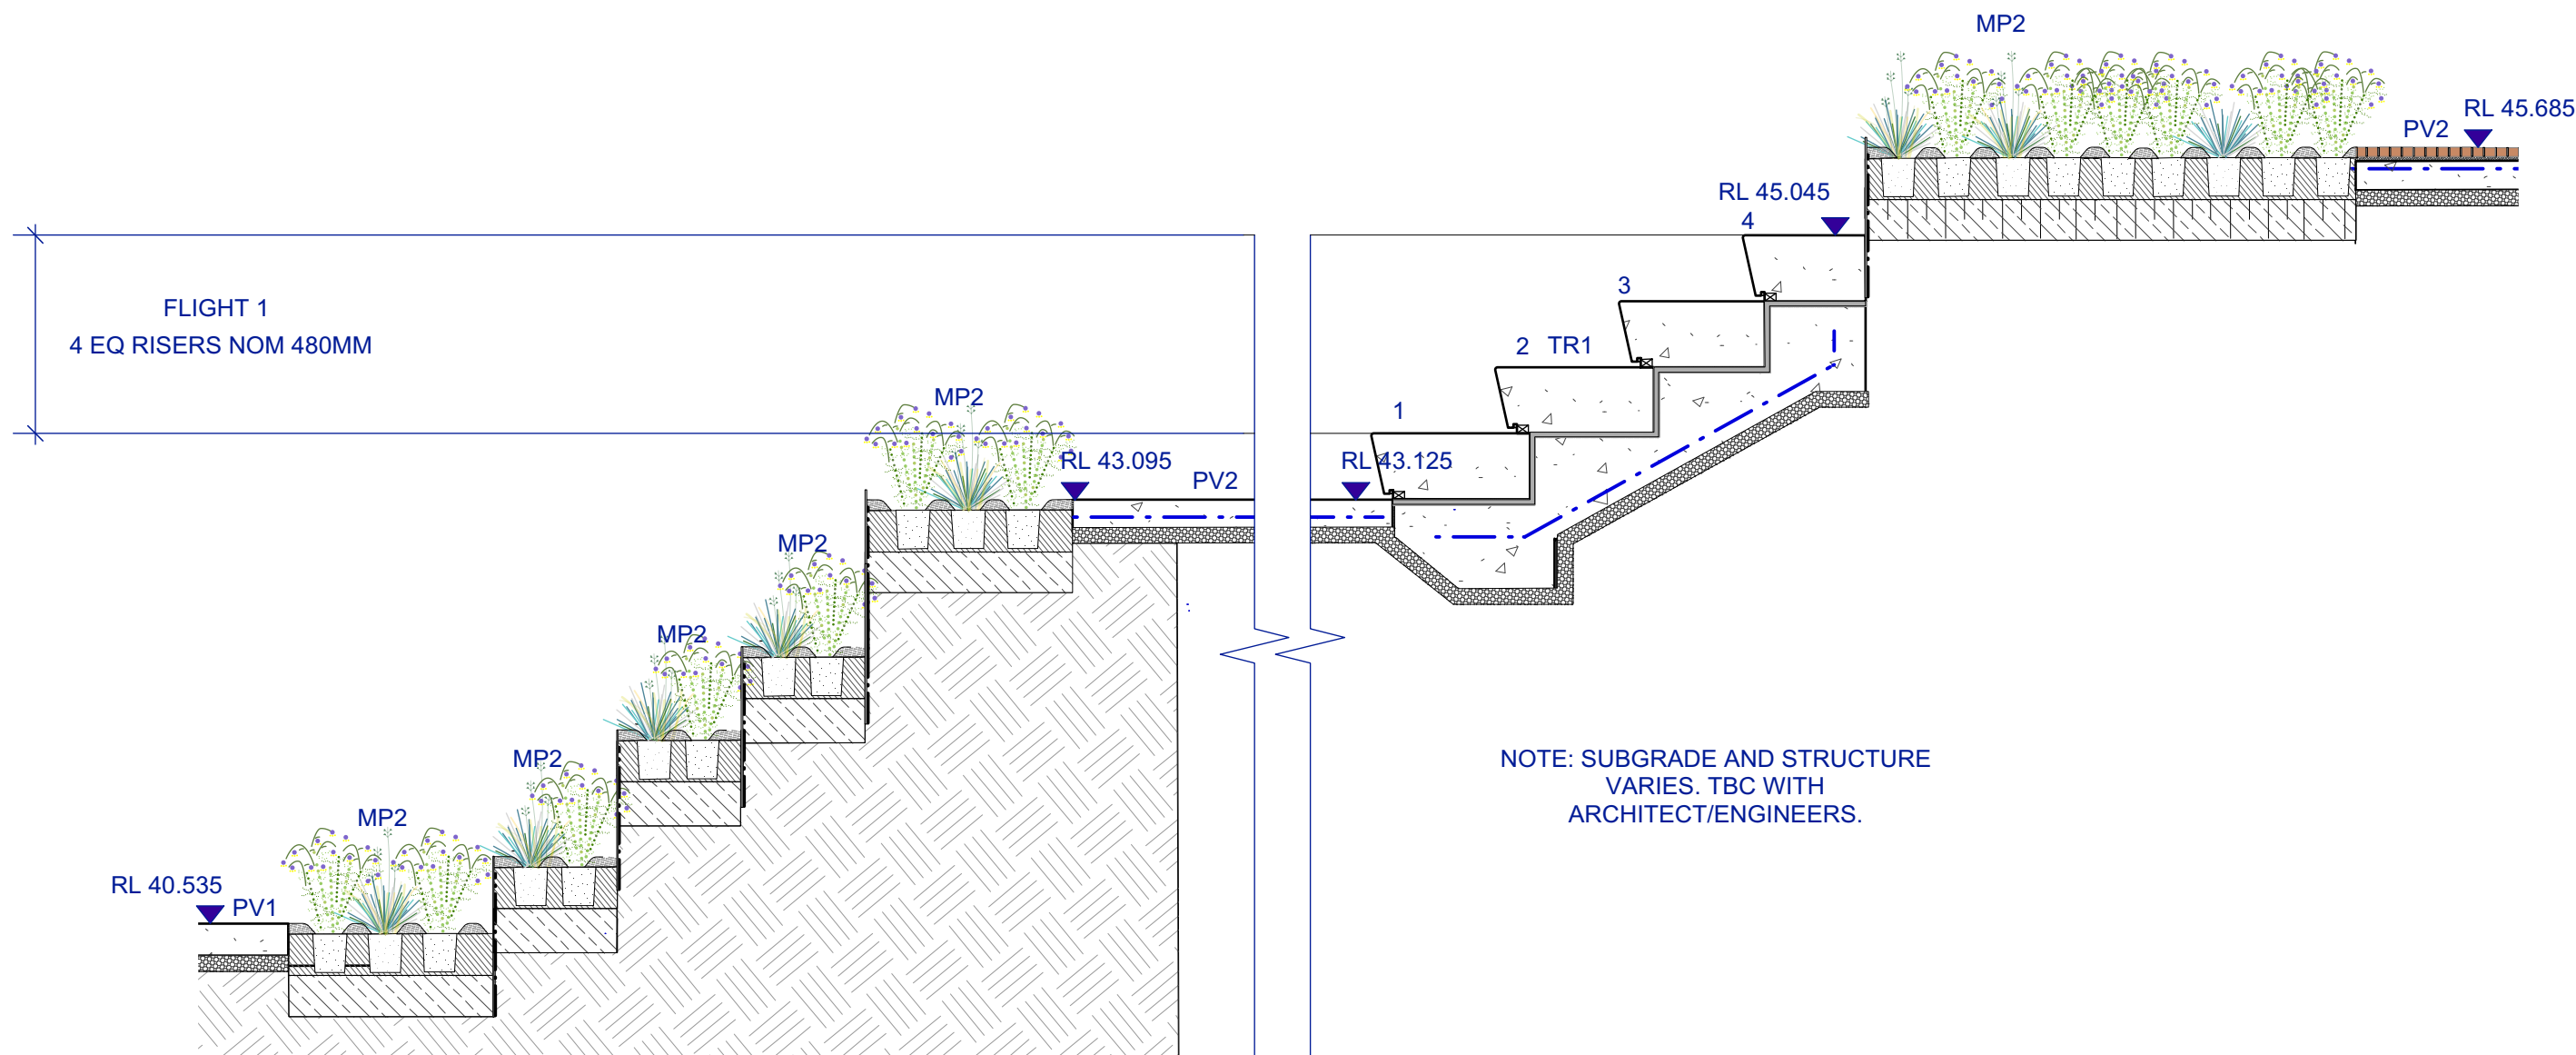 MP2
RL 45.685
PV2
RL 45.045
4
FLIGHT 1
4 EQ RISERS NOM 480MM
3
2 TR1
MP2
1
RL 43.095
PV2
RL 43.125
MP2
MP2
MP2
MP2
RL 40.535
PV1
NOTE: SUBGRADE AND STRUCTURE
VARIES. TBC WITH
ARCHITECT/ENGINEERS.